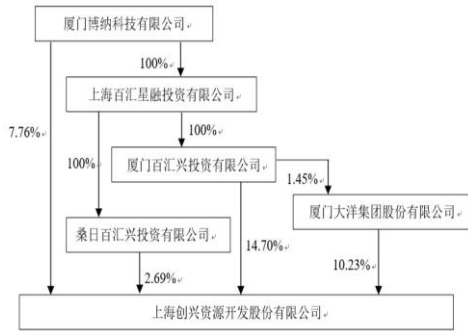 厦门博纳科技有限公司
100%
上海百汇星融投资有限公司
7.76%
100%
厦门百汇兴投资有限公司
100%
1.45%
厦门大洋集团股份有限公司
桑日百汇兴投资有限公司
14.70%
10.23%
2.69%
上海创兴资源开发股份有限公司